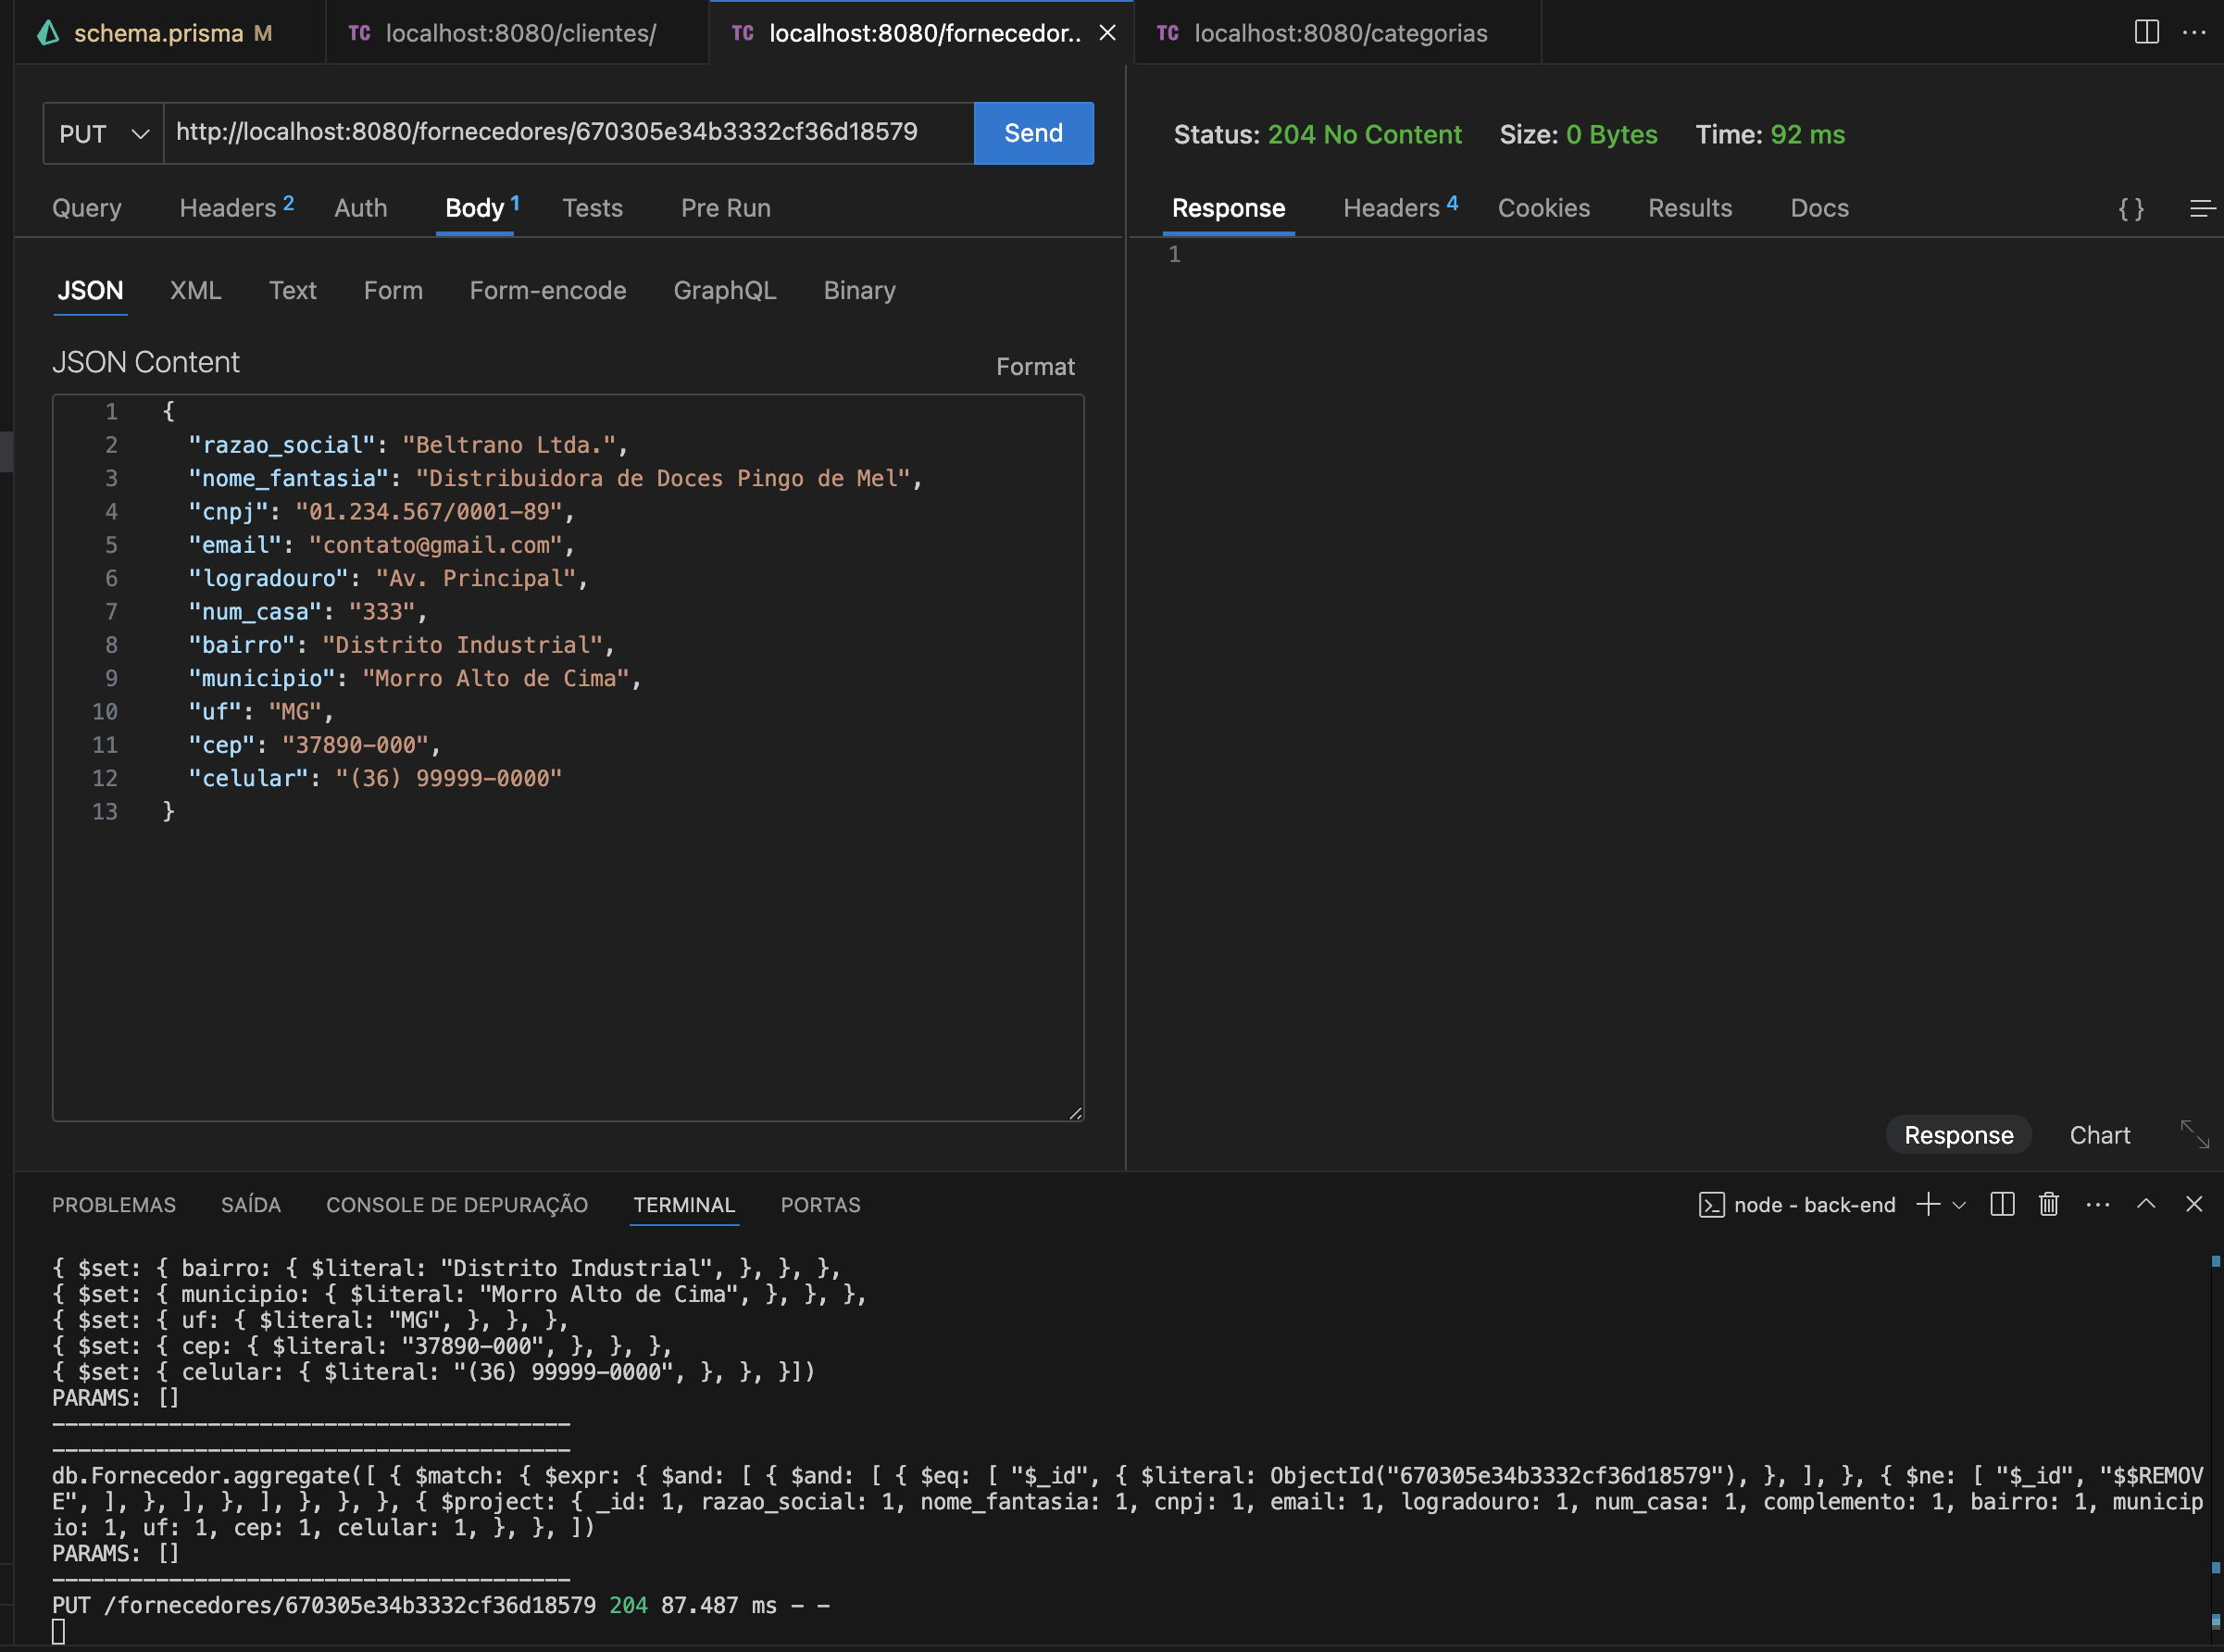 schema.prisma M
TC localhost:8080/clientes/
TC localhost:8080/fornecedor..
TC localhost:8080/categorias
PUT http://localhost:8080/fornecedores/670305e34b3332cf36d18579 Send
Status: 204 No Content Size: 0 Bytes Time: 92 ms
Query Headers 2 Auth Body 1 Tests Pre Run
Response Headers 4 Cookies Results Docs { }
1
JSON XML Text Form Form-encode GraphQL Binary
JSON Content
Format
1 {
2 "razao_social": "Beltrano Ltda.",
3 "nome_fantasia": "Distribuidora de Doces Pingo de Mel",
4 "cnpj": "01.234.567/0001-89",
5 "email": "contato@gmail.com",
6 "logradouro": "Av. Principal",
7 "num_casa": "333",
8 "bairro": "Distrito Industrial",
9 "municipio": "Morro Alto de Cima",
10 "uf": "MG",
11 "cep": "37890-000",
12 "celular": "(36) 99999-0000"
13 }
Response Chart
PROBLEMAS SAÍDA CONSOLE DE DEPURAÇÃO TERMINAL PORTAS
node - back-end
{ $set: { bairro: { $literal: "Distrito Industrial", }, }, },
{ $set: { municipio: { $literal: "Morro Alto de Cima", }, }, },
{ $set: { uf: { $literal: "MG", }, }, },
{ $set: { cep: { $literal: "37890-000", }, }, },
{ $set: { celular: { $literal: "(36) 99999-0000", }, }, }])
PARAMS: []
----------------------------------------
----------------------------------------
db.Fornecedor.aggregate([ { $match: { $expr: { $and: [ { $and: [ { $eq: [ "$_id", { $literal: ObjectId("670305e34b3332cf36d18579"), }, ], }, { $ne: [ "$_id", "$$REMOV
E", ], }, ], }, ], }, }, }, { $project: { _id: 1, razao_social: 1, nome_fantasia: 1, cnpj: 1, email: 1, logradouro: 1, num_casa: 1, complemento: 1, bairro: 1, municip
io: 1, uf: 1, cep: 1, celular: 1, }, }, ])
PARAMS: []
----------------------------------------
PUT /fornecedores/670305e34b3332cf36d18579 204 87.487 ms - -